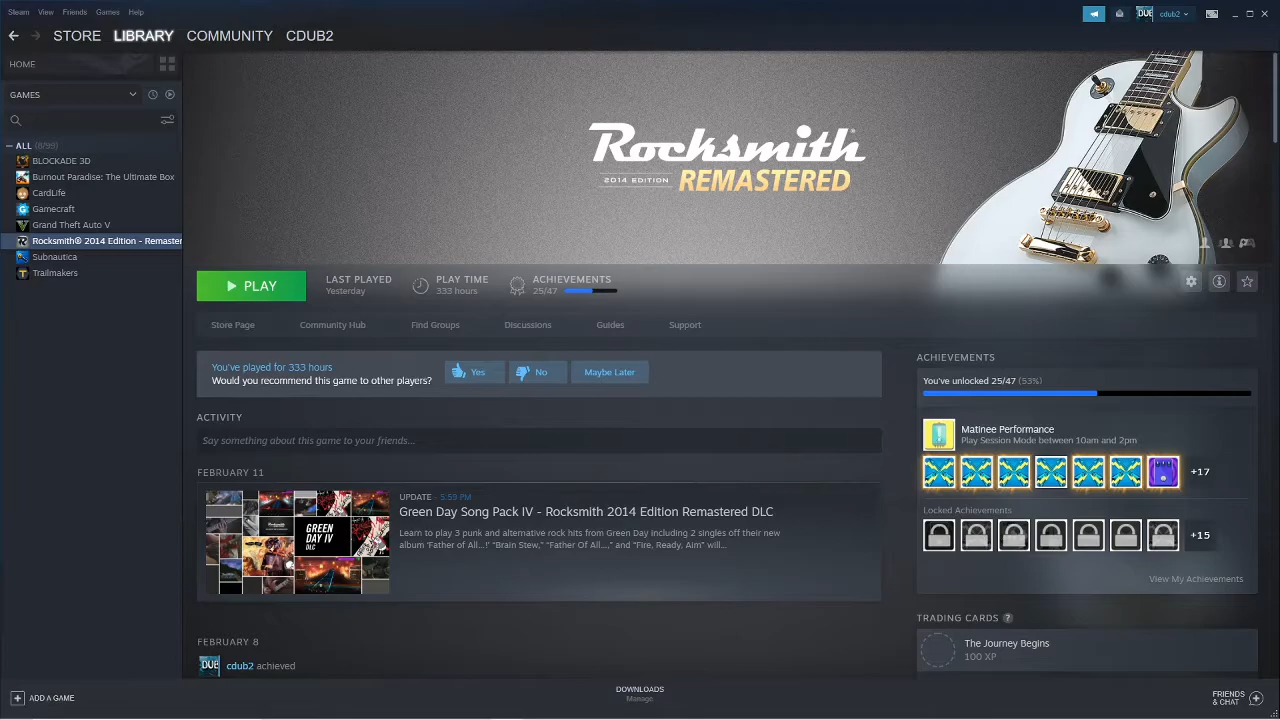 Steam View Friends Games Help
DUB cdub2
STORE LIBRARY COMMUNITY CDUB2
HOME
GAMES
ALL (8/99)
BLOCKADE 3D
Burnout Paradise: The Ultimate Box
CardLife
Gamecraft
Grand Theft Auto V
Rocksmith® 2014 Edition - Remaster
Subnautica
Trailmakers
Rocksmith®
2014 EDITION REMASTERED
PLAY
LAST PLAYED
Yesterday
PLAY TIME
333 hours
ACHIEVEMENTS
25/47
Store Page Community Hub Find Groups Discussions Guides Support
You've played for 333 hours
Would you recommend this game to other players?
Yes No Maybe Later
ACTIVITY
Say something about this game to your friends...
FEBRUARY 11
ROCKSMITH
GREEN
DAY IV
DLC
UPDATE - 5:59 PM
Green Day Song Pack IV - Rocksmith 2014 Edition Remastered DLC
Learn to play 3 punk and alternative rock hits from Green Day including 2 singles off their new
album ‘Father of All...!’ “Brain Stew,” “Father Of All...,” and “Fire, Ready, Aim” will...
FEBRUARY 8
DUB cdub2 achieved
ACHIEVEMENTS
You've unlocked 25/47 (53%)
Matinee Performance
Play Session Mode between 10am and 2pm
+17
Locked Achievements
+15
View My Achievements
TRADING CARDS ?
The Journey Begins
100 XP
ADD A GAME
DOWNLOADS
Manage
FRIENDS
& CHAT